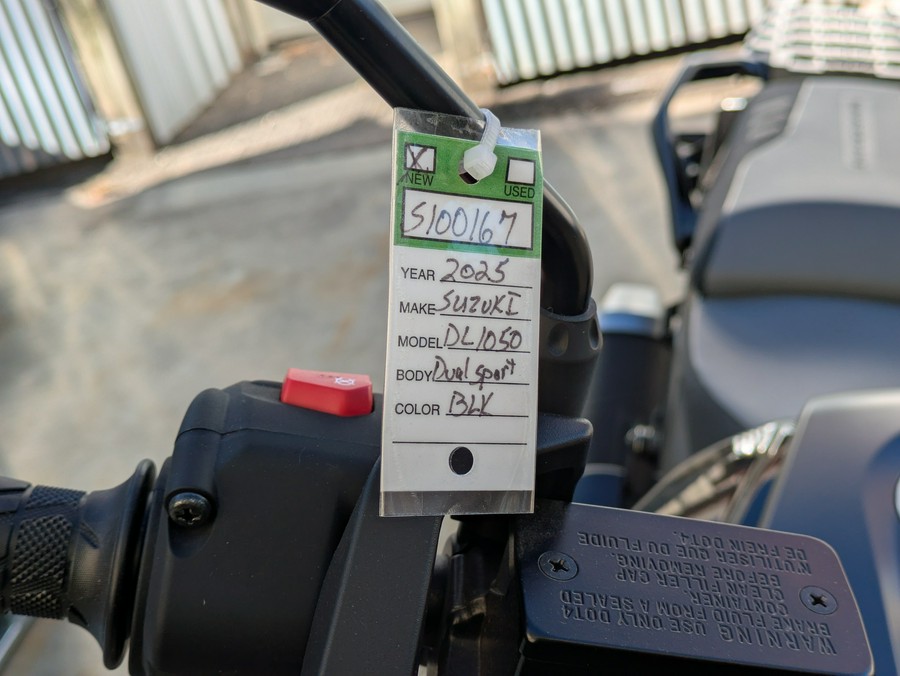 X
NEW USED
S100167
YEAR 2025
MAKE SUZUKI
MODEL DL1050
BODY Dual sport
COLOR BLK
WARNING USE ONLY DOT4
BRAKE FLUID FROM A SEALED
CONTAINER.
CLEAN FILLER CAP
BEFORE REMOVING.
N'UTILISER QUE DU FLUIDE
DE FREIN DOT4.